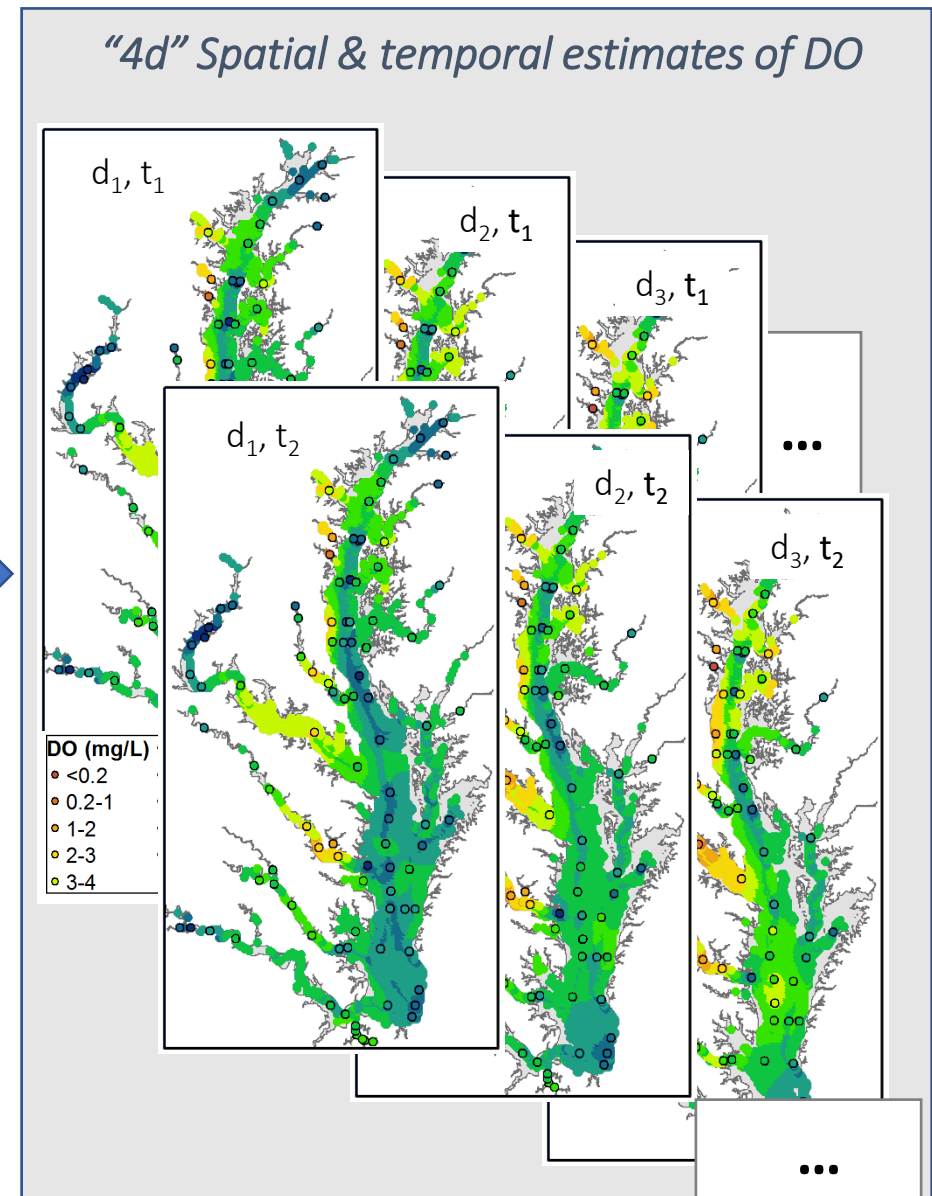 “4d” Spatial & temporal estimates of DO
d₁, t₁
d₂, t₁
d₃, t₁
...
d₁, t₂
d₂, t₂
d₃, t₂
DO (mg/L)
<0.2
0.2-1
1-2
2-3
3-4
...